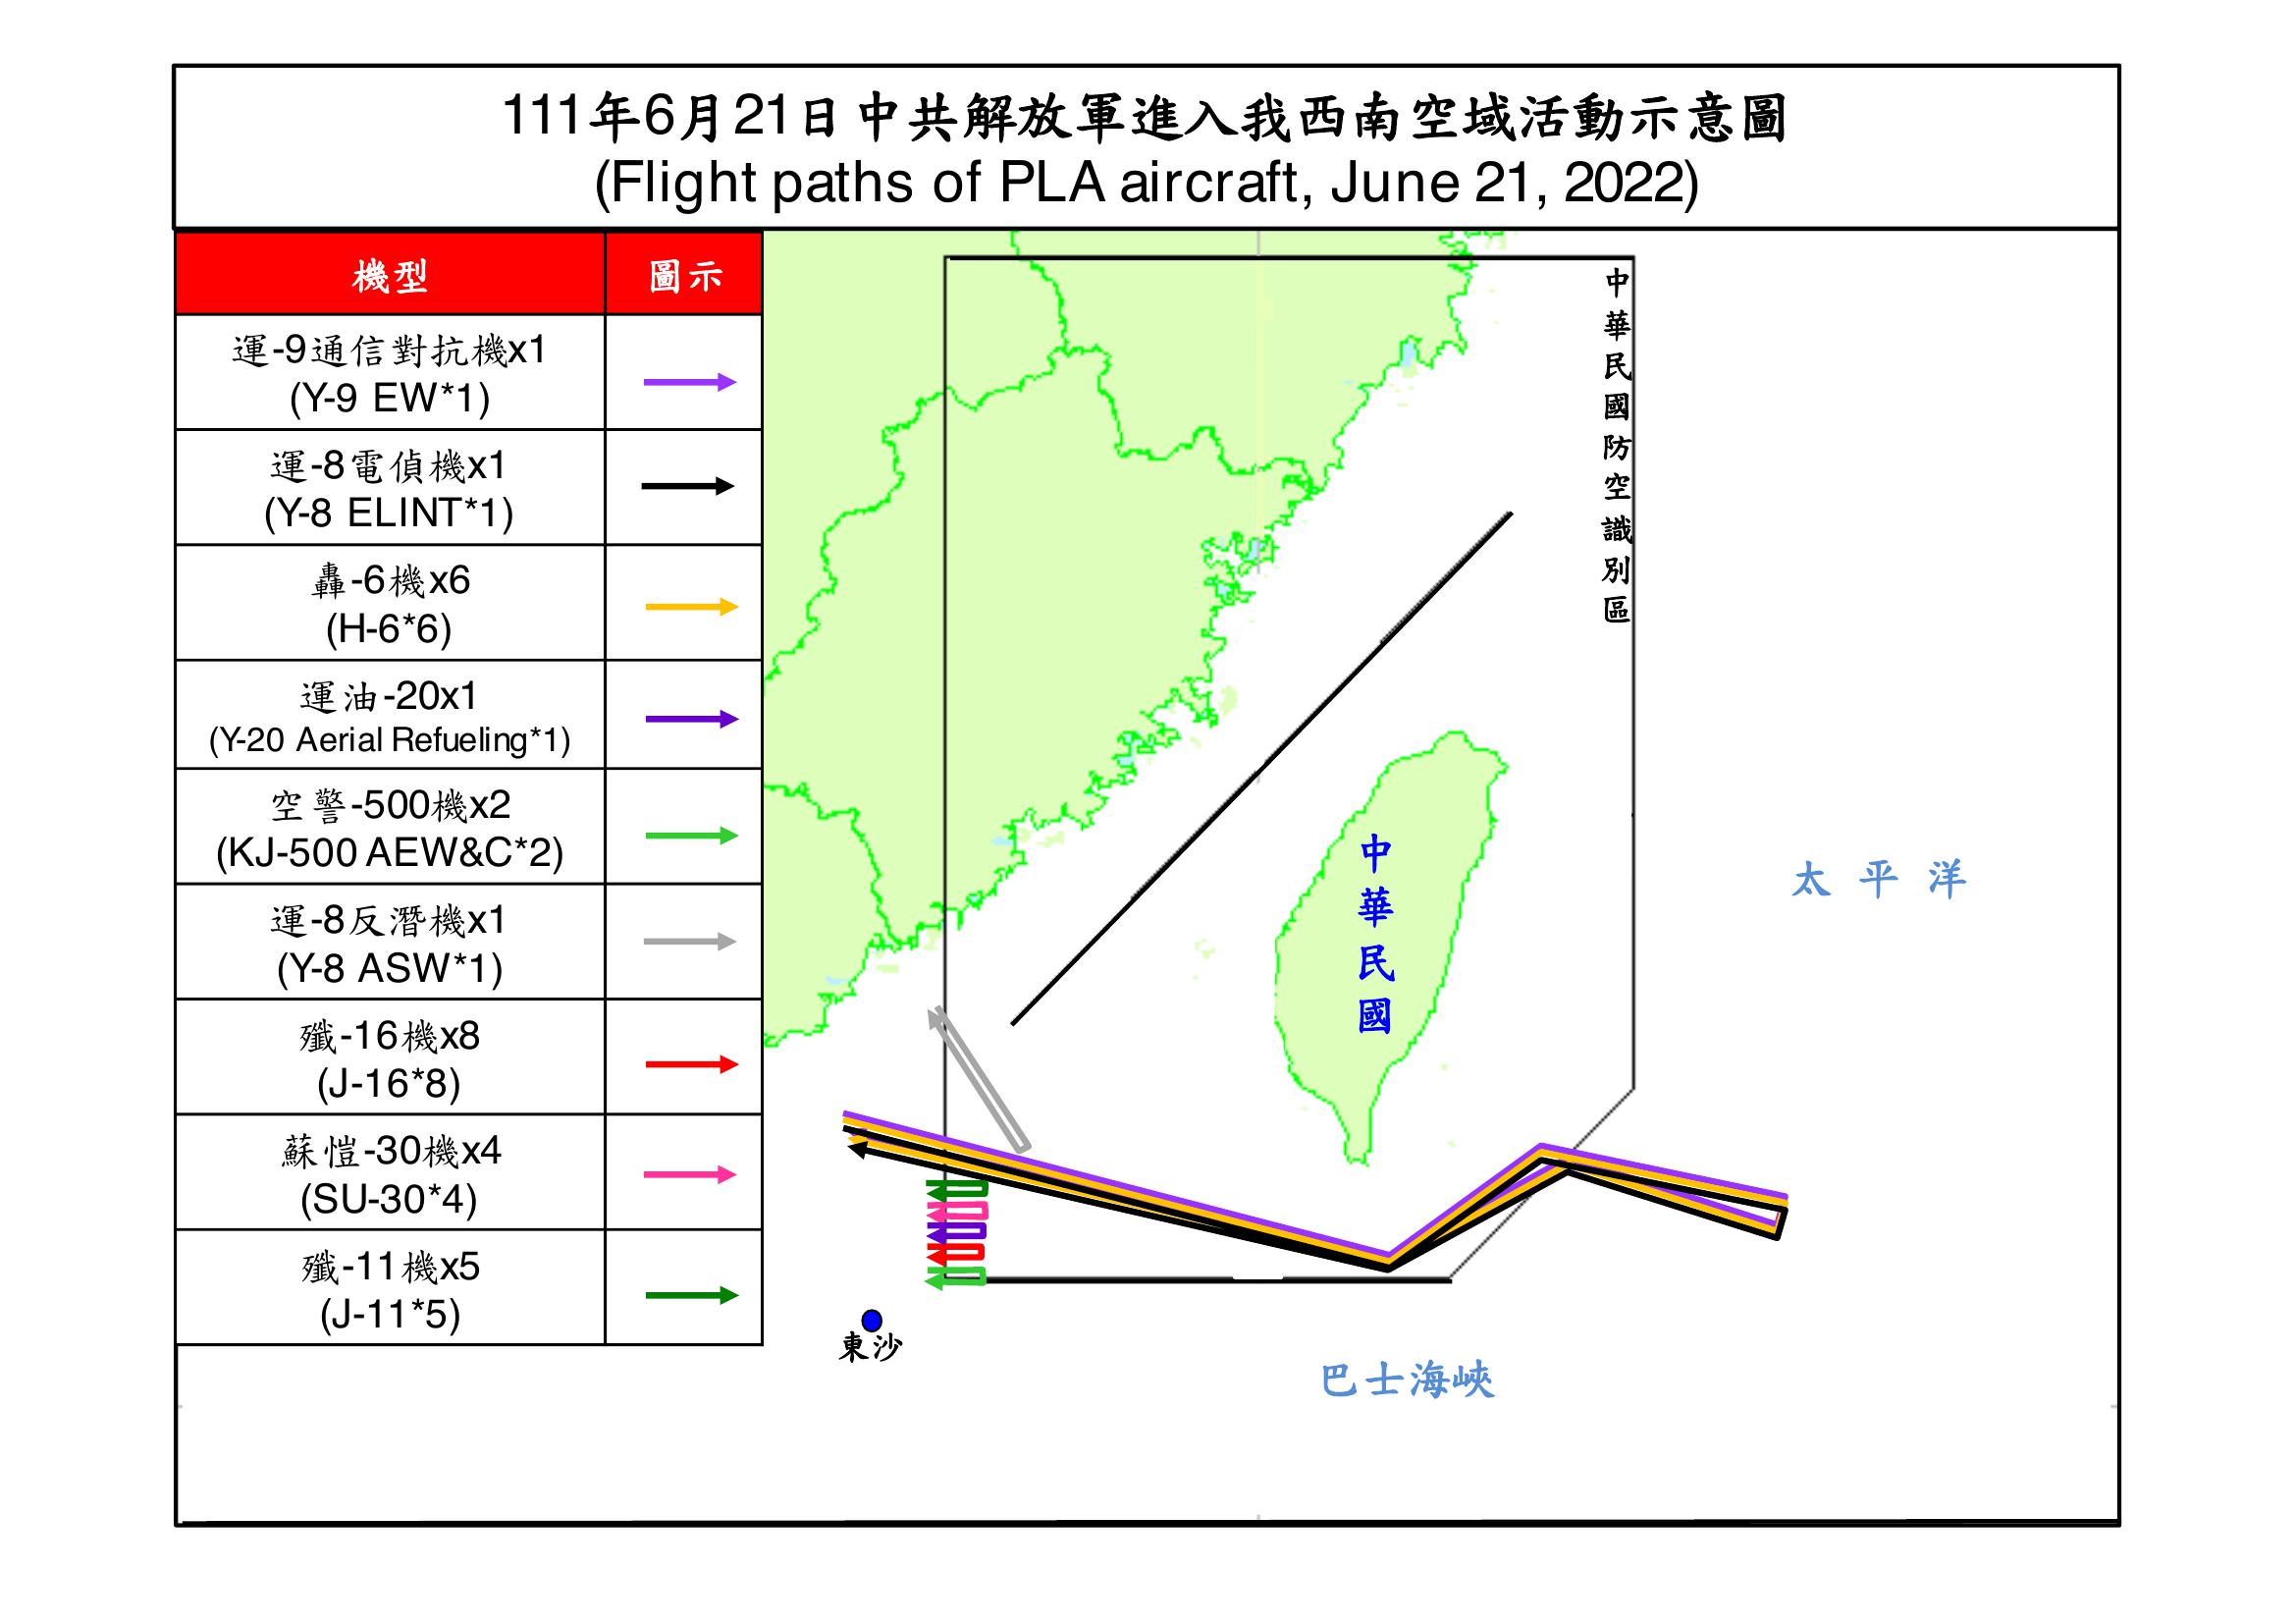 111年6月21日中共解放軍進入我西南空域活動示意圖
(Flight paths of PLA aircraft, June 21, 2022)
機型
圖示
運-9通信對抗機x1
(Y-9 EW*1)
運-8電偵機x1
(Y-8 ELINT*1)
轟-6機x6
(H-6*6)
運油-20x1
(Y-20 Aerial Refueling*1)
空警-500機x2
(KJ-500 AEW&C*2)
運-8反潛機x1
(Y-8 ASW*1)
殲-16機x8
(J-16*8)
蘇愷-30機x4
(SU-30*4)
殲-11機x5
(J-11*5)
中華民國防空識別區
中華民國
太平洋
東沙
巴士海峽